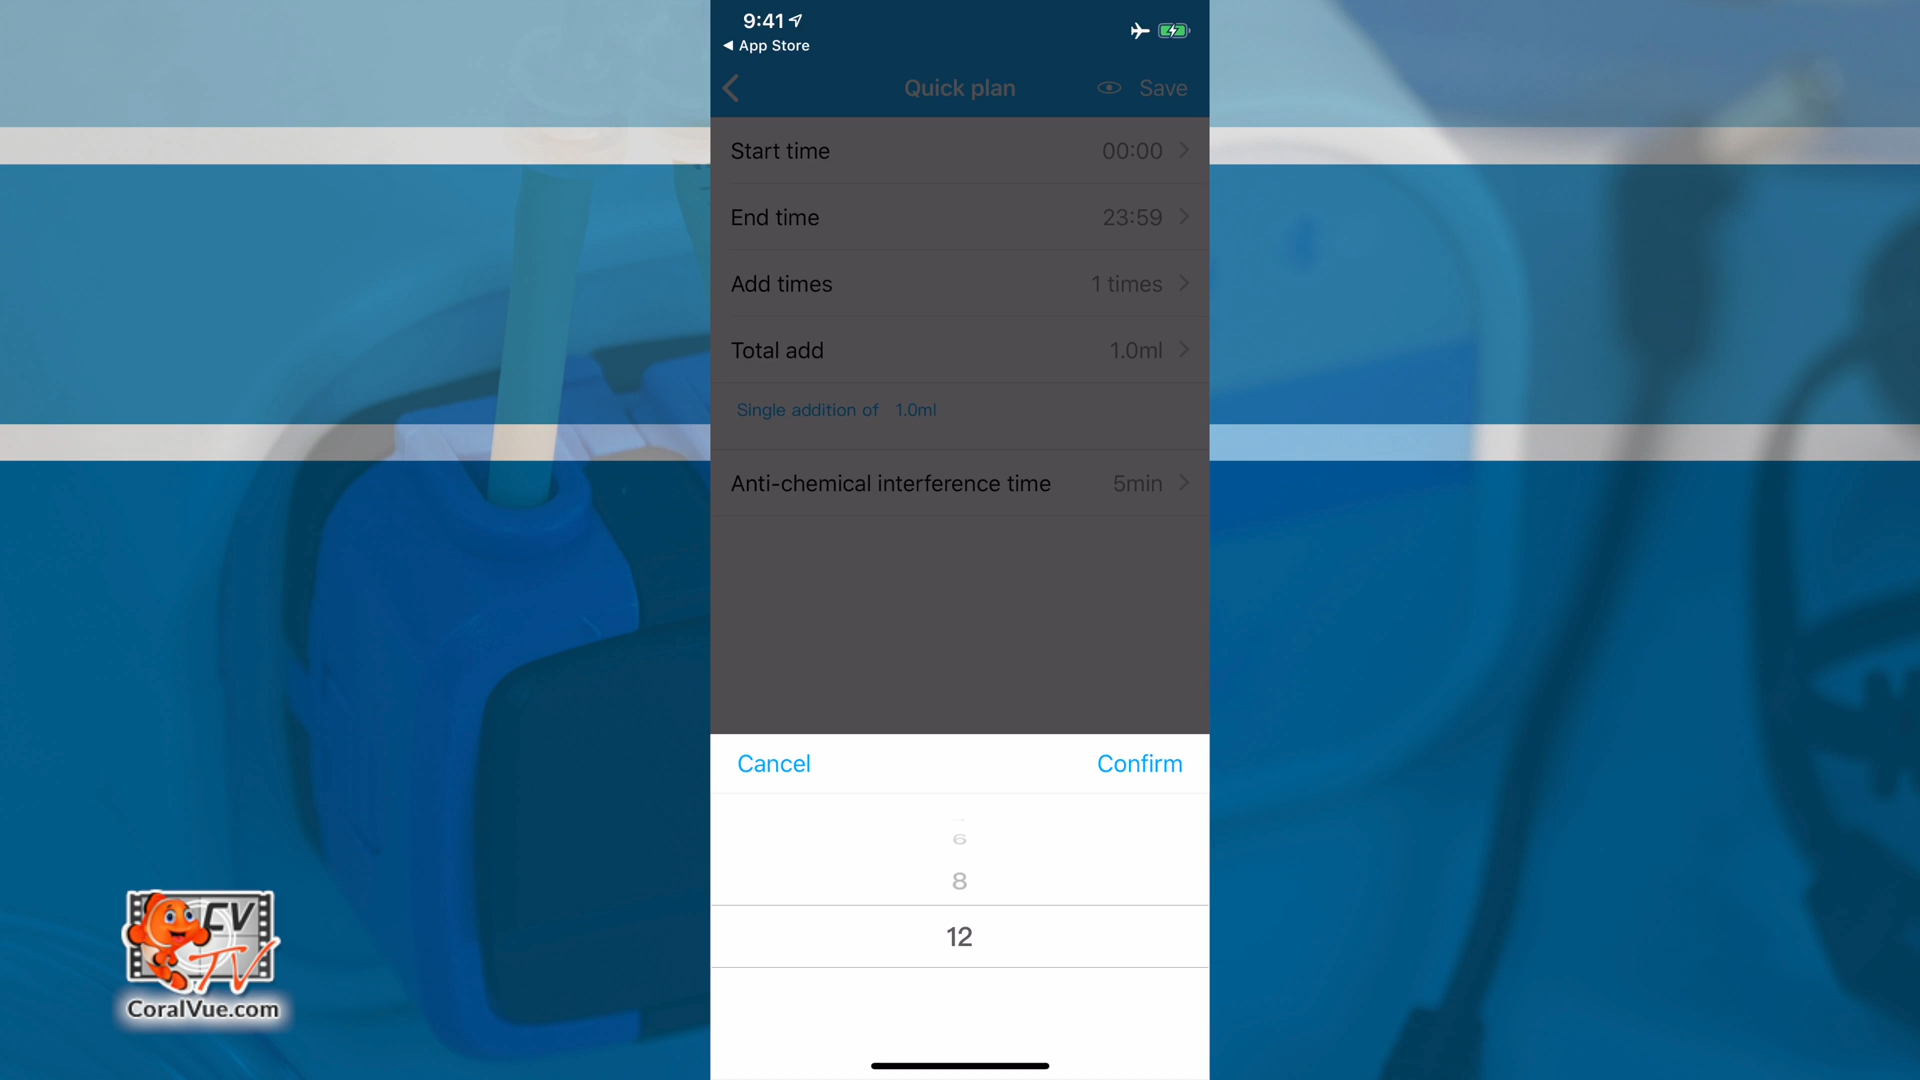 9:41
◀ App Store
Quick plan
Save
Start time 00:00
End time 23:59
Add times 1 times
Total add 1.0ml
Single addition of 1.0ml
Anti-chemical interference time 5min
Cancel
Confirm
6
8
12
CV
TV
CoralVue.com